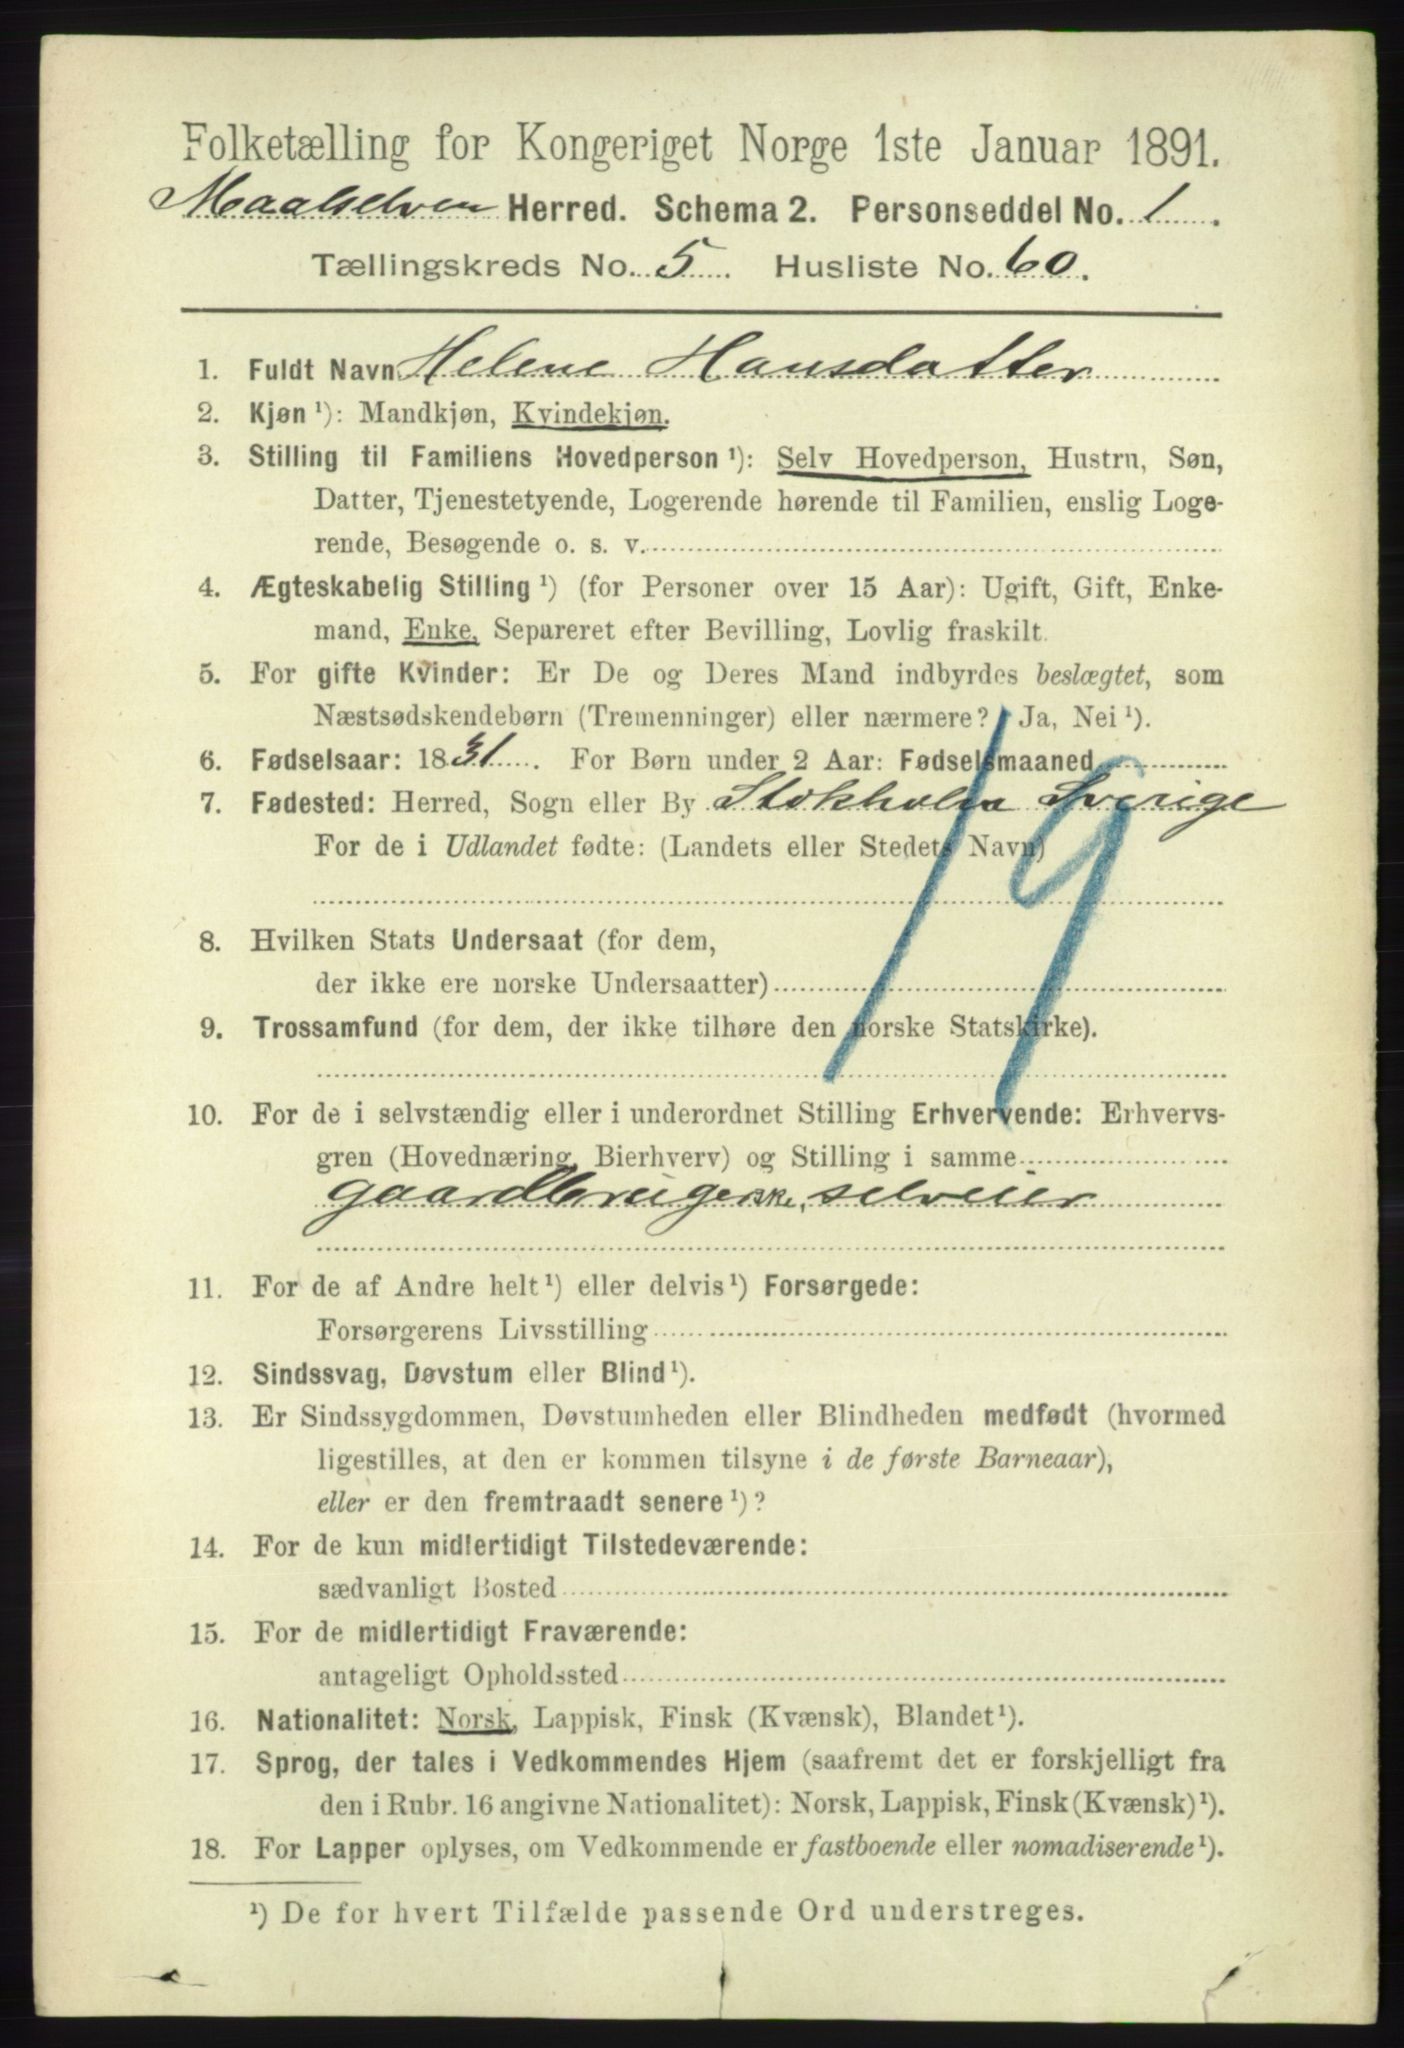 Folketælling for Kongeriget Norge 1ste Januar 1891.
Maalselven Herred. Schema 2. Personseddel No. 1.
Tællingskreds No. 5. Husliste No. 60.
1. Fuldt Navn Helene Hansdatter
2. Kjøn ¹): Mandkjøn, Kvindekjøn.
3. Stilling til Familiens Hovedperson ¹): Selv Hovedperson, Hustru, Søn,
Datter, Tjenestetyende, Logerende hørende til Familien, enslig Loge-
rende, Besøgende o. s. v.
4. Ægteskabelig Stilling ¹) (for Personer over 15 Aar): Ugift, Gift, Enke-
mand, Enke, Separeret efter Bevilling, Lovlig fraskilt.
5. For gifte Kvinder: Er De og Deres Mand indbyrdes beslægtet, som
Næstsødskendebørn (Tremenninger) eller nærmere? Ja, Nei ¹).
6. Fødselsaar: 1831. For Børn under 2 Aar: Fødselsmaaned
7. Fødested: Herred, Sogn eller By Stokholm Sverige
For de i Udlandet fødte: (Landets eller Stedets Navn)
19
8. Hvilken Stats Undersaat (for dem,
der ikke ere norske Undersaatter)
9. Trossamfund (for dem, der ikke tilhøre den norske Statskirke).
10. For de i selvstændig eller i underordnet Stilling Erhvervende: Erhvervs-
gren (Hovednæring, Bierhverv) og Stilling i samme
gaardbrugerske, selveier
11. For de af Andre helt ¹) eller delvis ¹) Forsørgede:
Forsørgerens Livsstilling
12. Sindssvag, Døvstum eller Blind ¹).
13. Er Sindssygdommen, Døvstumheden eller Blindheden medfødt (hvormed
ligestilles, at den er kommen tilsyne i de første Barneaar),
eller er den fremtraadt senere ¹)?
14. For de kun midlertidigt Tilstedeværende:
sædvanligt Bosted
15. For de midlertidigt Fraværende:
antageligt Opholdssted
16. Nationalitet: Norsk, Lappisk, Finsk (Kvænsk), Blandet ¹).
17. Sprog, der tales i Vedkommendes Hjem (saafremt det er forskjelligt fra
den i Rubr. 16 angivne Nationalitet): Norsk, Lappisk, Finsk (Kvænsk) ¹).
18. For Lapper oplyses, om Vedkommende er fastboende eller nomadiserende ¹).
¹) De for hvert Tilfælde passende Ord understreges.